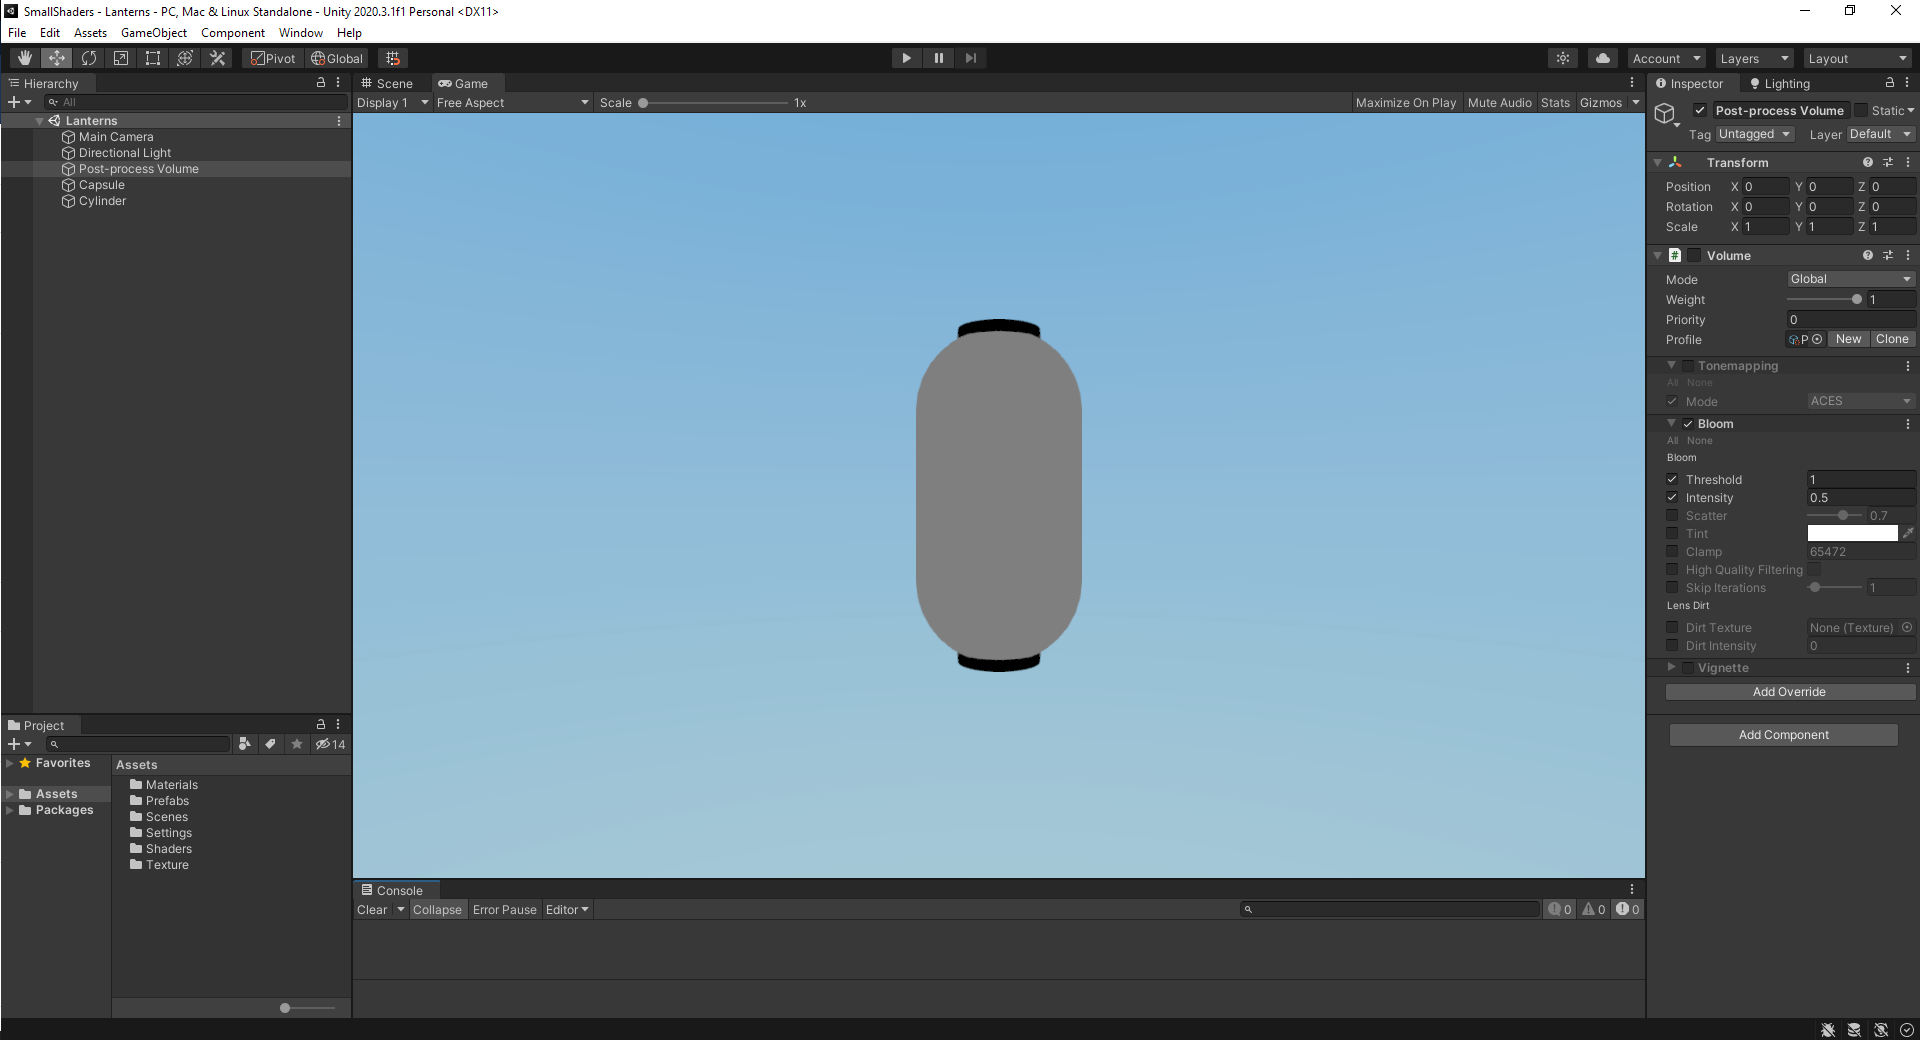 SmallShaders - Lanterns - PC, Mac & Linux Standalone - Unity 2020.3.1f1 Personal <DX11>
File Edit Assets GameObject Component Window Help
Pivot Global Account Layers Layout
Hierarchy
All
Lanterns
Main Camera
Directional Light
Post-process Volume
Capsule
Cylinder
Project
14
Favorites
Assets
Packages
Assets
Materials
Prefabs
Scenes
Settings
Shaders
Texture
Scene Game
Display 1 Free Aspect Scale 1x Maximize On Play Mute Audio Stats Gizmos
Console
Clear Collapse Error Pause Editor 0 0 0
Inspector Lighting
Post-process Volume Static
Tag Untagged Layer Default
Transform
Position X 0 Y 0 Z 0
Rotation X 0 Y 0 Z 0
Scale X 1 Y 1 Z 1
# Volume
Mode Global
Weight 1
Priority 0
Profile P New Clone
Tonemapping
All None
Mode ACES
Bloom
All None
Bloom
Threshold 1
Intensity 0.5
Scatter 0.7
Tint
Clamp 65472
High Quality Filtering
Skip Iterations 1
Lens Dirt
Dirt Texture None (Texture)
Dirt Intensity 0
Vignette
Add Override
Add Component